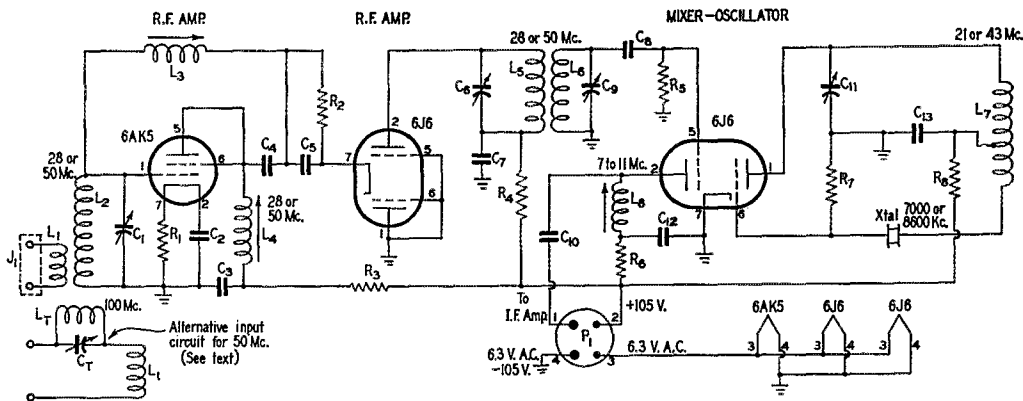 R.F. AMP.
R.F. AMP.
MIXER-OSCILLATOR
L3
28 or 50 Mc.
C8
21 or 43 Mc.
C6
L5
L6
C9
R5
C11
L7
R2
6AK5
5
C4
C5
6J6
2
6J6
5
C13
28 or
50 Mc.
1
6
7
5
C7
7 to 11 Mc.
2
1
L2
7
2
28 or
50 Mc.
6
R4
L8
R7
R8
J1
L1
C1
R1
C2
L4
1
C10
C12
7
6
Xtal
7000 or
8600 Kc.
C3
R3
R6
LT
100 Mc.
To
I.F. Amp.
+105 V.
6AK5
6J6
6J6
CT
Alternative input
circuit for 50 Mc.
(See text)
L1
1
2
P1
4
3
6.3 V. A.C.
-105 V.
6.3 V. A.C.
3
4
3
4
3
4